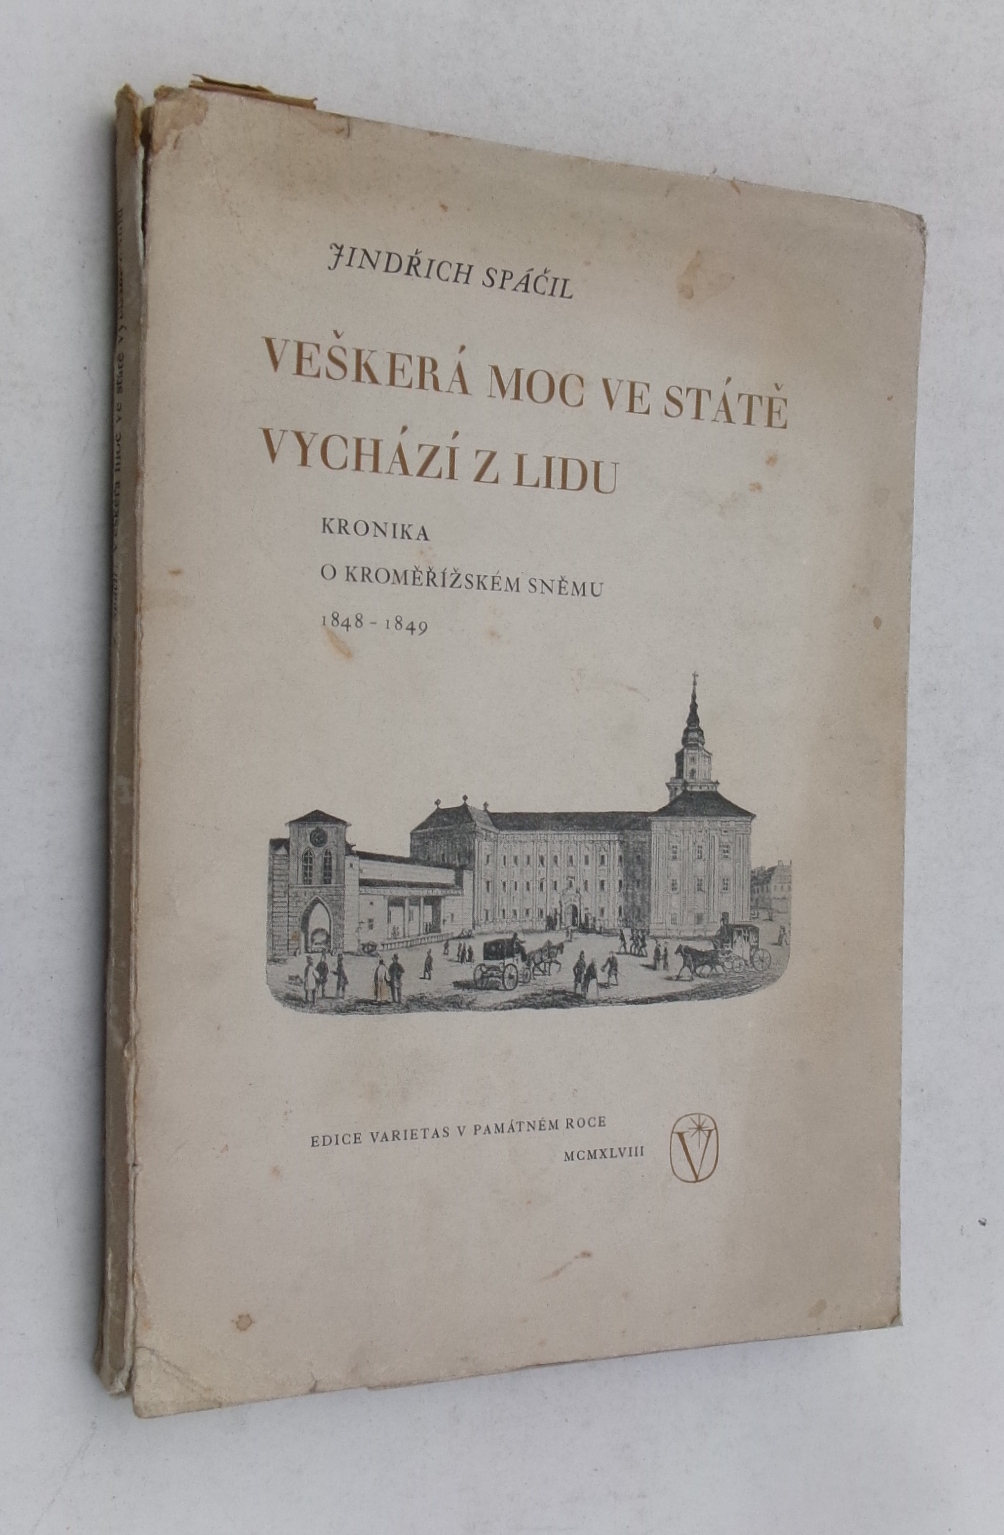 JINDŘICH SPÁČIL
VEŠKERÁ MOC VE STÁTĚ
VYCHÁZÍ Z LIDU
KRONIKA
O KROMĚŘÍŽSKÉM SNĚMU
1848 - 1849
EDICE VARIETAS V PAMÁTNÉM ROCE
MCMXLVIII
V